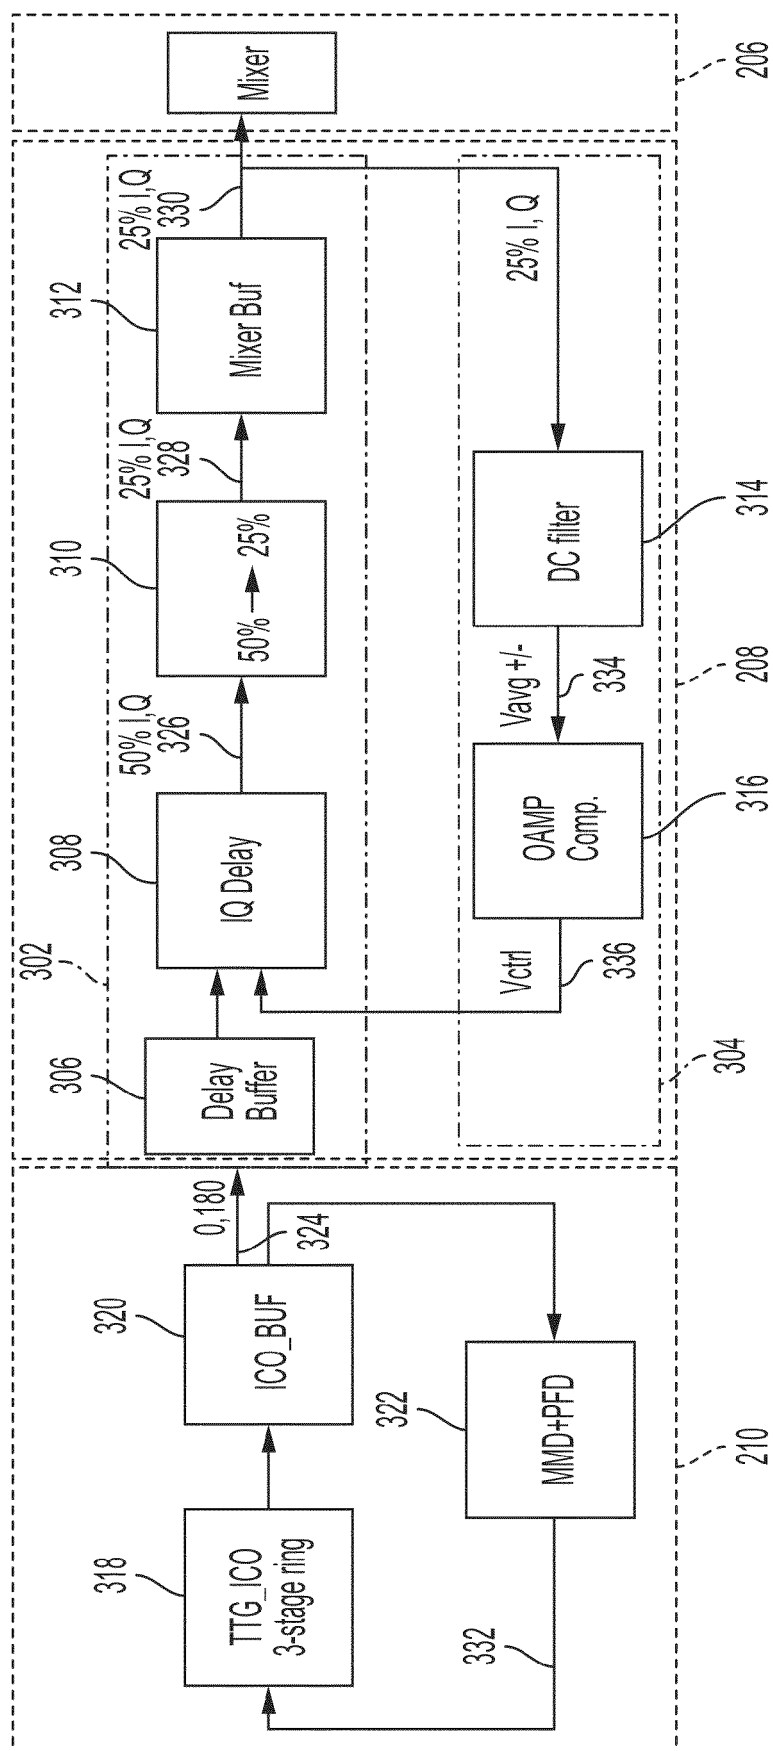 TTG_ICO
3-stage ring
318
ICO_BUF
320
0,180
324
MMD+PFD
322
332
210
Delay
Buffer
306
302
IQ Delay
308
50% I,Q
326
50% → 25%
310
25% I,Q
328
Mixer Buf
312
25% I,Q
330
Mixer
206
25% I, Q
DC filter
314
Vavg +/-
334
208
OAMP
Comp.
316
Vctrl
336
304